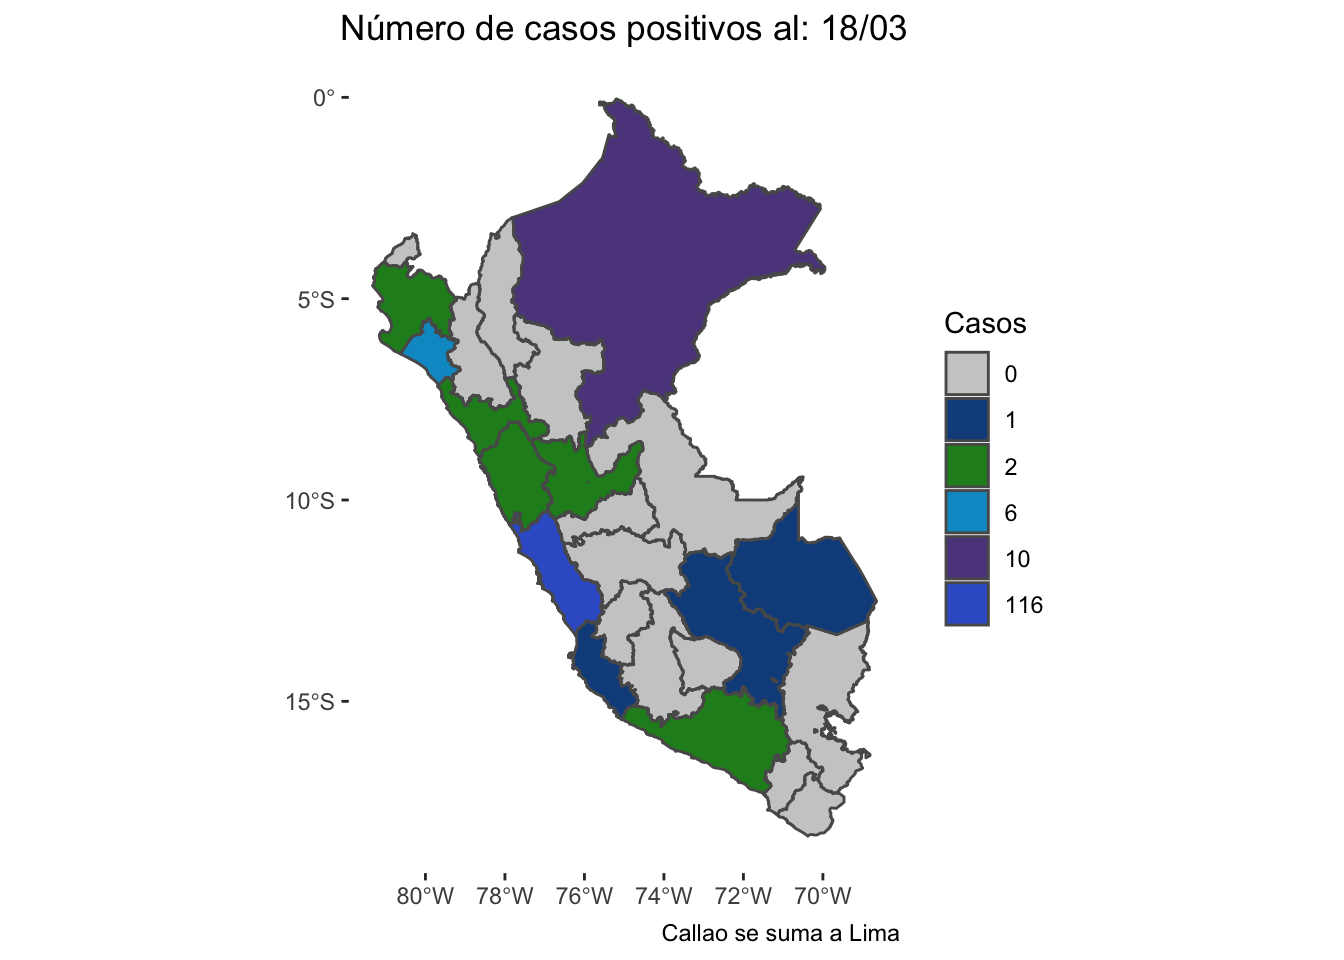 Número de casos positivos al: 18/03
0°
5°S
10°S
15°S
80°W 78°W 76°W 74°W 72°W 70°W
Casos
0
1
2
6
10
116
Callao se suma a Lima